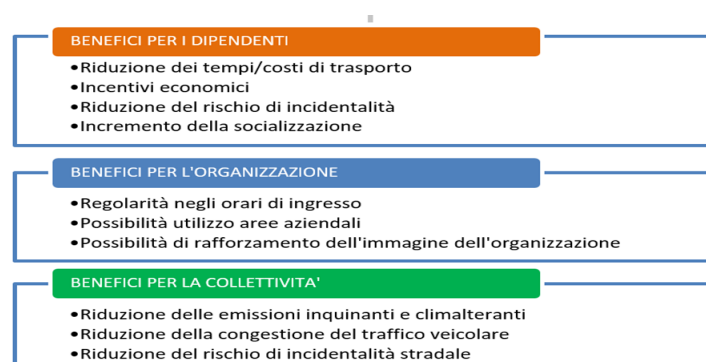 BENEFICI PER I DIPENDENTI
•Riduzione dei tempi/costi di trasporto
•Incentivi economici
•Riduzione del rischio di incidentalità
•Incremento della socializzazione
BENEFICI PER L'ORGANIZZAZIONE
•Regolarità negli orari di ingresso
•Possibilità utilizzo aree aziendali
•Possibilità di rafforzamento dell'immagine dell'organizzazione
BENEFICI PER LA COLLETTIVITA'
•Riduzione delle emissioni inquinanti e climalteranti
•Riduzione della congestione del traffico veicolare
•Riduzione del rischio di incidentalità stradale